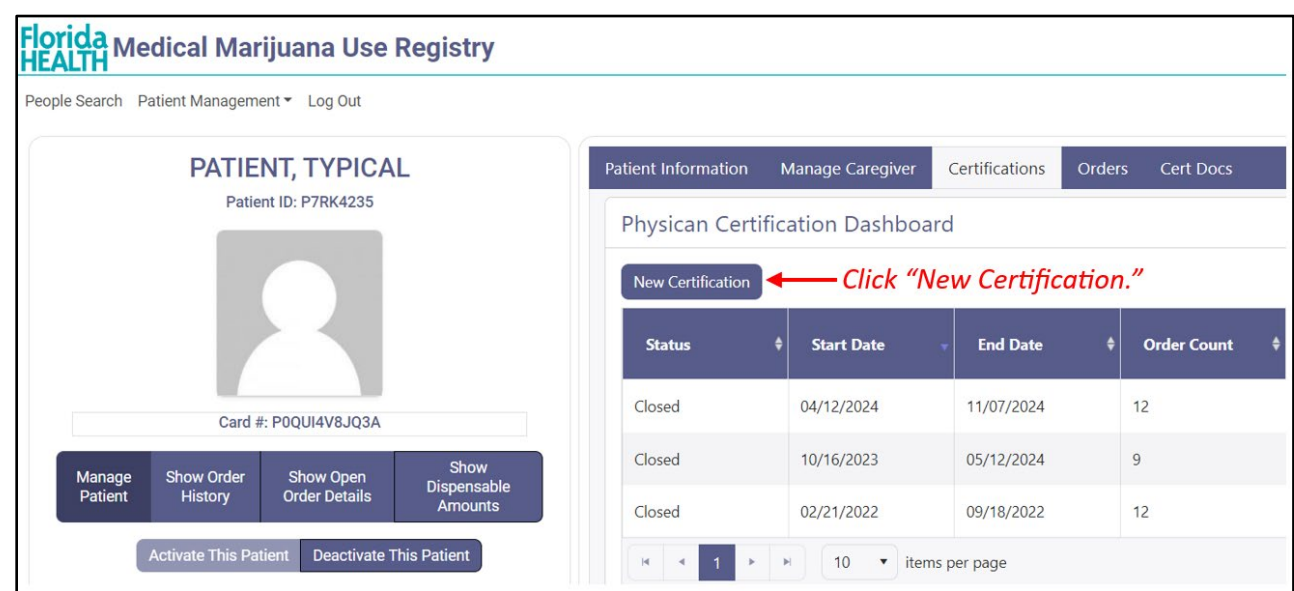 Florida HEALTH Medical Marijuana Use Registry
People Search Patient Management Log Out
PATIENT, TYPICAL
Patient ID: P7RK4235
Card #: P0QUI4V8JQ3A
Manage Patient
Show Order History
Show Open Order Details
Show Dispensable Amounts
Activate This Patient Deactivate This Patient
Patient Information Manage Caregiver Certifications Orders Cert Docs
Physican Certification Dashboard
New Certification Click “New Certification.”
Status Start Date End Date Order Count
Closed 04/12/2024 11/07/2024 12
Closed 10/16/2023 05/12/2024 9
Closed 02/21/2022 09/18/2022 12
1 10 items per page